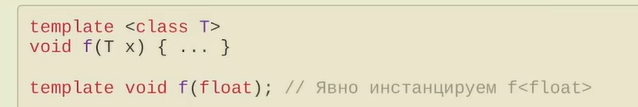 template <class T>
void f(T x) { ... }
template void f(float); // Явно инстанцируем f<float>